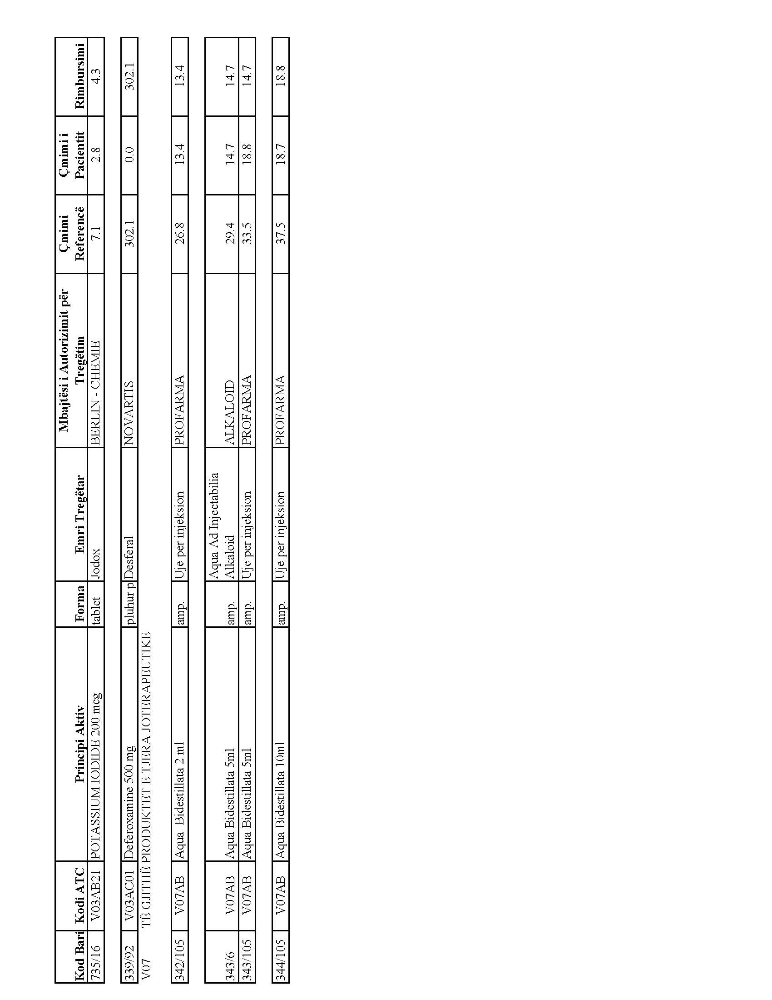 Kod Bari Kodi ATC Principi Aktiv Forma Emri Tregëtar Mbajtësi i Autorizimit për Tregëtim Çmimi Referencë Çmimi i Pacientit Rimbursimi
735/16 V03AB21 POTASSIUM IODIDE 200 mcg tablet Jodox BERLIN - CHEMIE 7.1 2.8 4.3
339/92 V03AC01 Deferoxamine 500 mg pluhur p Desferal NOVARTIS 302.1 0.0 302.1
V07 TË GJITHË PRODUKTET E TJERA JOTERAPEUTIKE
342/105 V07AB Aqua Bidestillata 2 ml amp. Uje per injeksion PROFARMA 26.8 13.4 13.4
343/6 V07AB Aqua Bidestillata 5ml amp. Aqua Ad Injectabilia Alkaloid ALKALOID 29.4 14.7 14.7
343/105 V07AB Aqua Bidestillata 5ml amp. Uje per injeksion PROFARMA 33.5 18.8 14.7
344/105 V07AB Aqua Bidestillata 10ml amp. Uje per injeksion PROFARMA 37.5 18.7 18.8